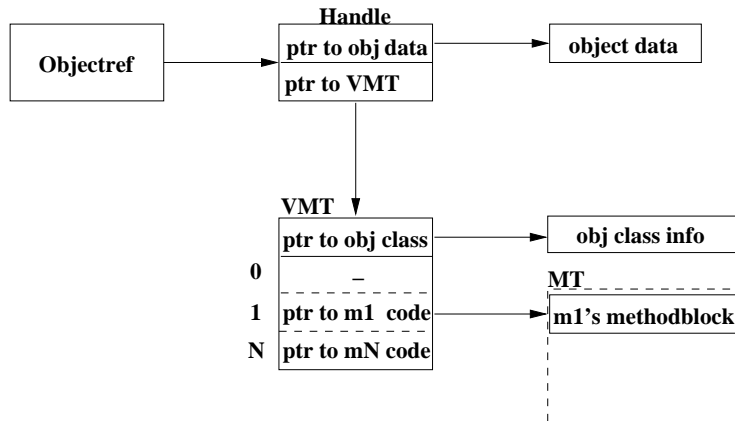 Handle
Objectref
ptr to obj data
object data
ptr to VMT
VMT
ptr to obj class
obj class info
0
–
MT
1
ptr to m1 code
m1's methodblock
N
ptr to mN code